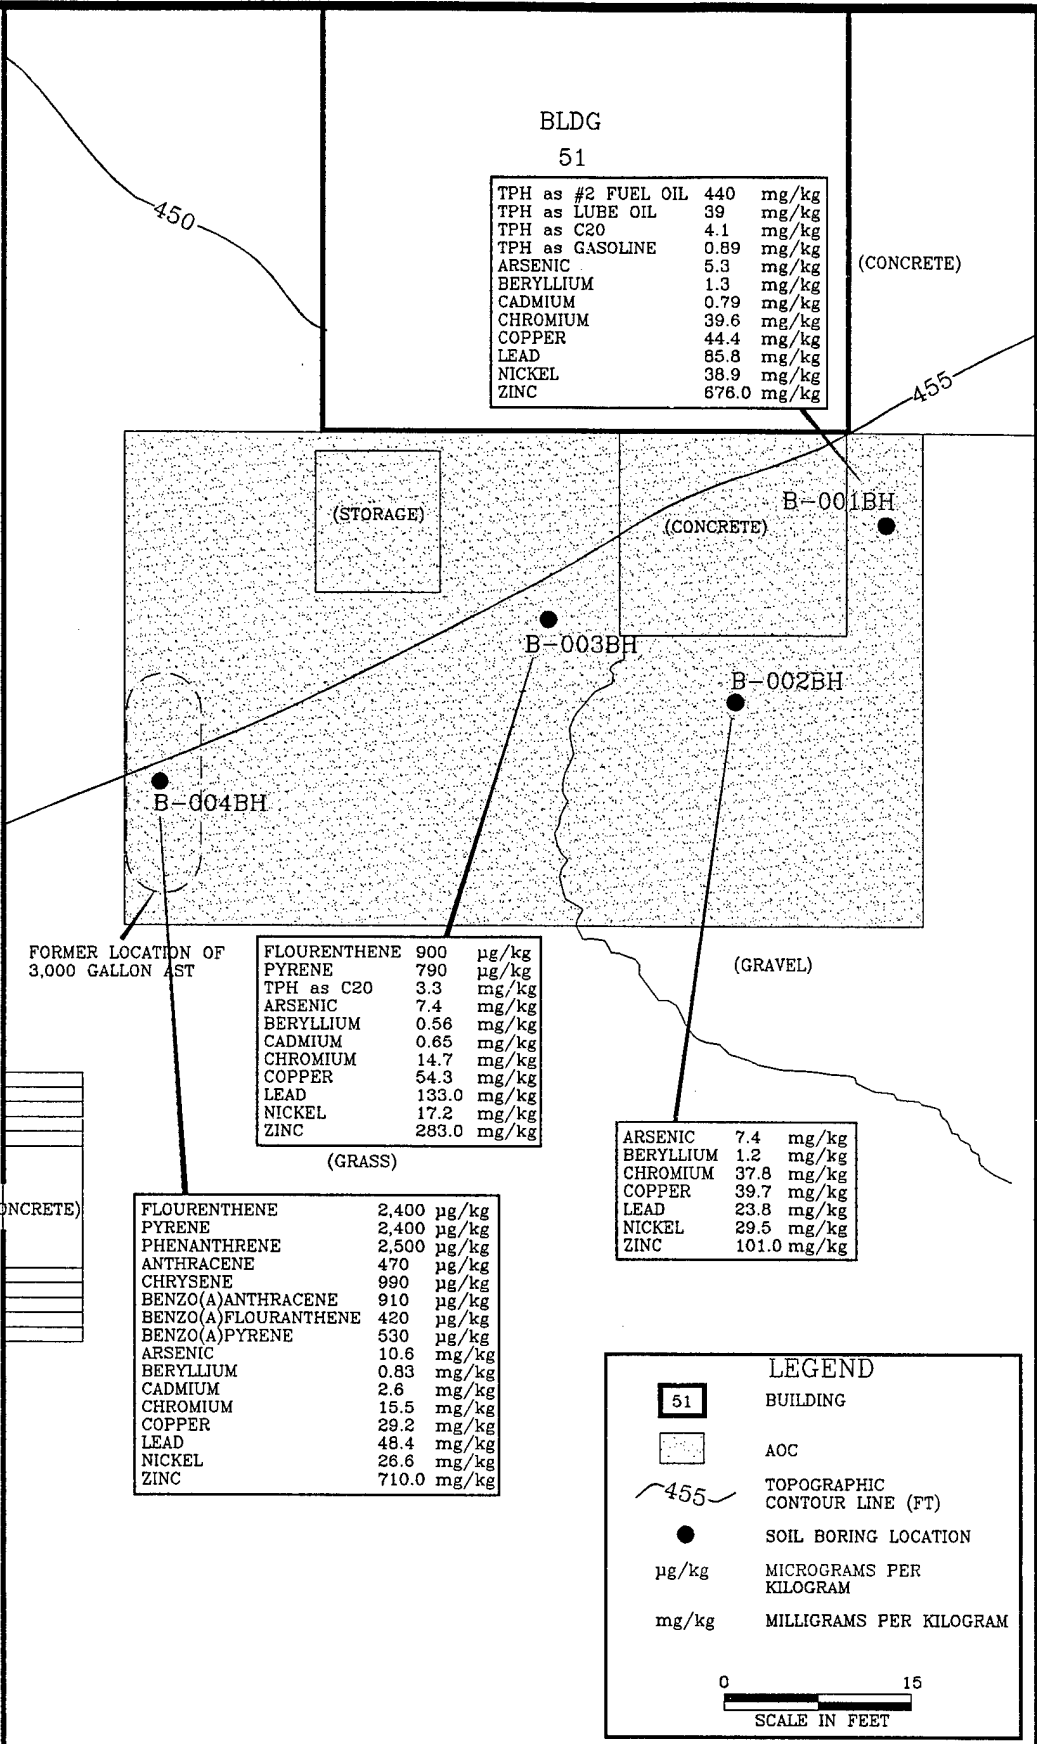 BLDG
51
TPH as #2 FUEL OIL 440 mg/kg
TPH as LUBE OIL 39 mg/kg
TPH as C20 4.1 mg/kg
TPH as GASOLINE 0.89 mg/kg
ARSENIC 5.3 mg/kg
BERYLLIUM 1.3 mg/kg
CADMIUM 0.79 mg/kg
CHROMIUM 39.6 mg/kg
COPPER 44.4 mg/kg
LEAD 85.8 mg/kg
NICKEL 38.9 mg/kg
ZINC 676.0 mg/kg
450
(CONCRETE)
455
(STORAGE)
(CONCRETE)
B-001BH
B-003BH
B-002BH
B-004BH
FORMER LOCATION OF
3,000 GALLON AST
FLOURENTHENE 900 µg/kg
PYRENE 790 µg/kg
TPH as C20 3.3 mg/kg
ARSENIC 7.4 mg/kg
BERYLLIUM 0.56 mg/kg
CADMIUM 0.65 mg/kg
CHROMIUM 14.7 mg/kg
COPPER 54.3 mg/kg
LEAD 133.0 mg/kg
NICKEL 17.2 mg/kg
ZINC 283.0 mg/kg
(GRAVEL)
(GRASS)
ARSENIC 7.4 mg/kg
BERYLLIUM 1.2 mg/kg
CHROMIUM 37.8 mg/kg
COPPER 39.7 mg/kg
LEAD 23.8 mg/kg
NICKEL 29.5 mg/kg
ZINC 101.0 mg/kg
ONCRETE)
FLOURENTHENE 2,400 µg/kg
PYRENE 2,400 µg/kg
PHENANTHRENE 2,500 µg/kg
ANTHRACENE 470 µg/kg
CHRYSENE 990 µg/kg
BENZO(A)ANTHRACENE 910 µg/kg
BENZO(A)FLOURANTHENE 420 µg/kg
BENZO(A)PYRENE 530 µg/kg
ARSENIC 10.6 mg/kg
BERYLLIUM 0.83 mg/kg
CADMIUM 2.6 mg/kg
CHROMIUM 15.5 mg/kg
COPPER 29.2 mg/kg
LEAD 48.4 mg/kg
NICKEL 26.6 mg/kg
ZINC 710.0 mg/kg
LEGEND
51 BUILDING
AOC
455 TOPOGRAPHIC
CONTOUR LINE (FT)
SOIL BORING LOCATION
µg/kg MICROGRAMS PER
KILOGRAM
mg/kg MILLIGRAMS PER KILOGRAM
0 15
SCALE IN FEET